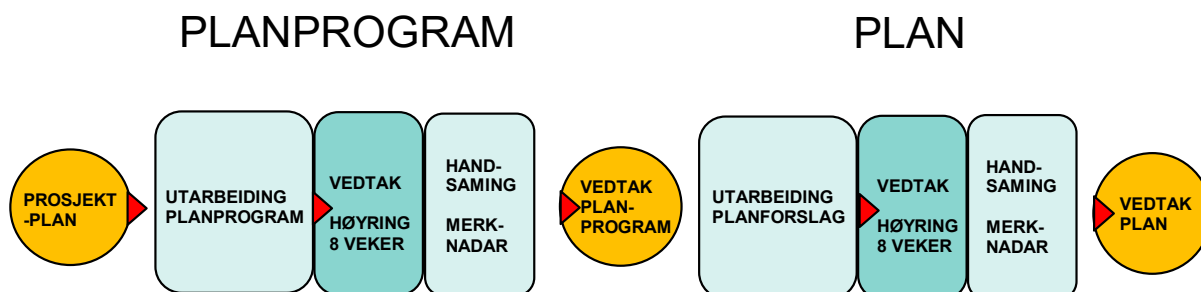 PLANPROGRAM
PLAN
PROSJEKT
-PLAN
UTARBEIDING
PLANPROGRAM
VEDTAK
HØYRING
8 VEKER
HAND-
SAMING
MERK-
NADAR
VEDTAK
PLAN-
PROGRAM
UTARBEIDING
PLANFORSLAG
VEDTAK
HØYRING
8 VEKER
HAND-
SAMING
MERK-
NADAR
VEDTAK
PLAN